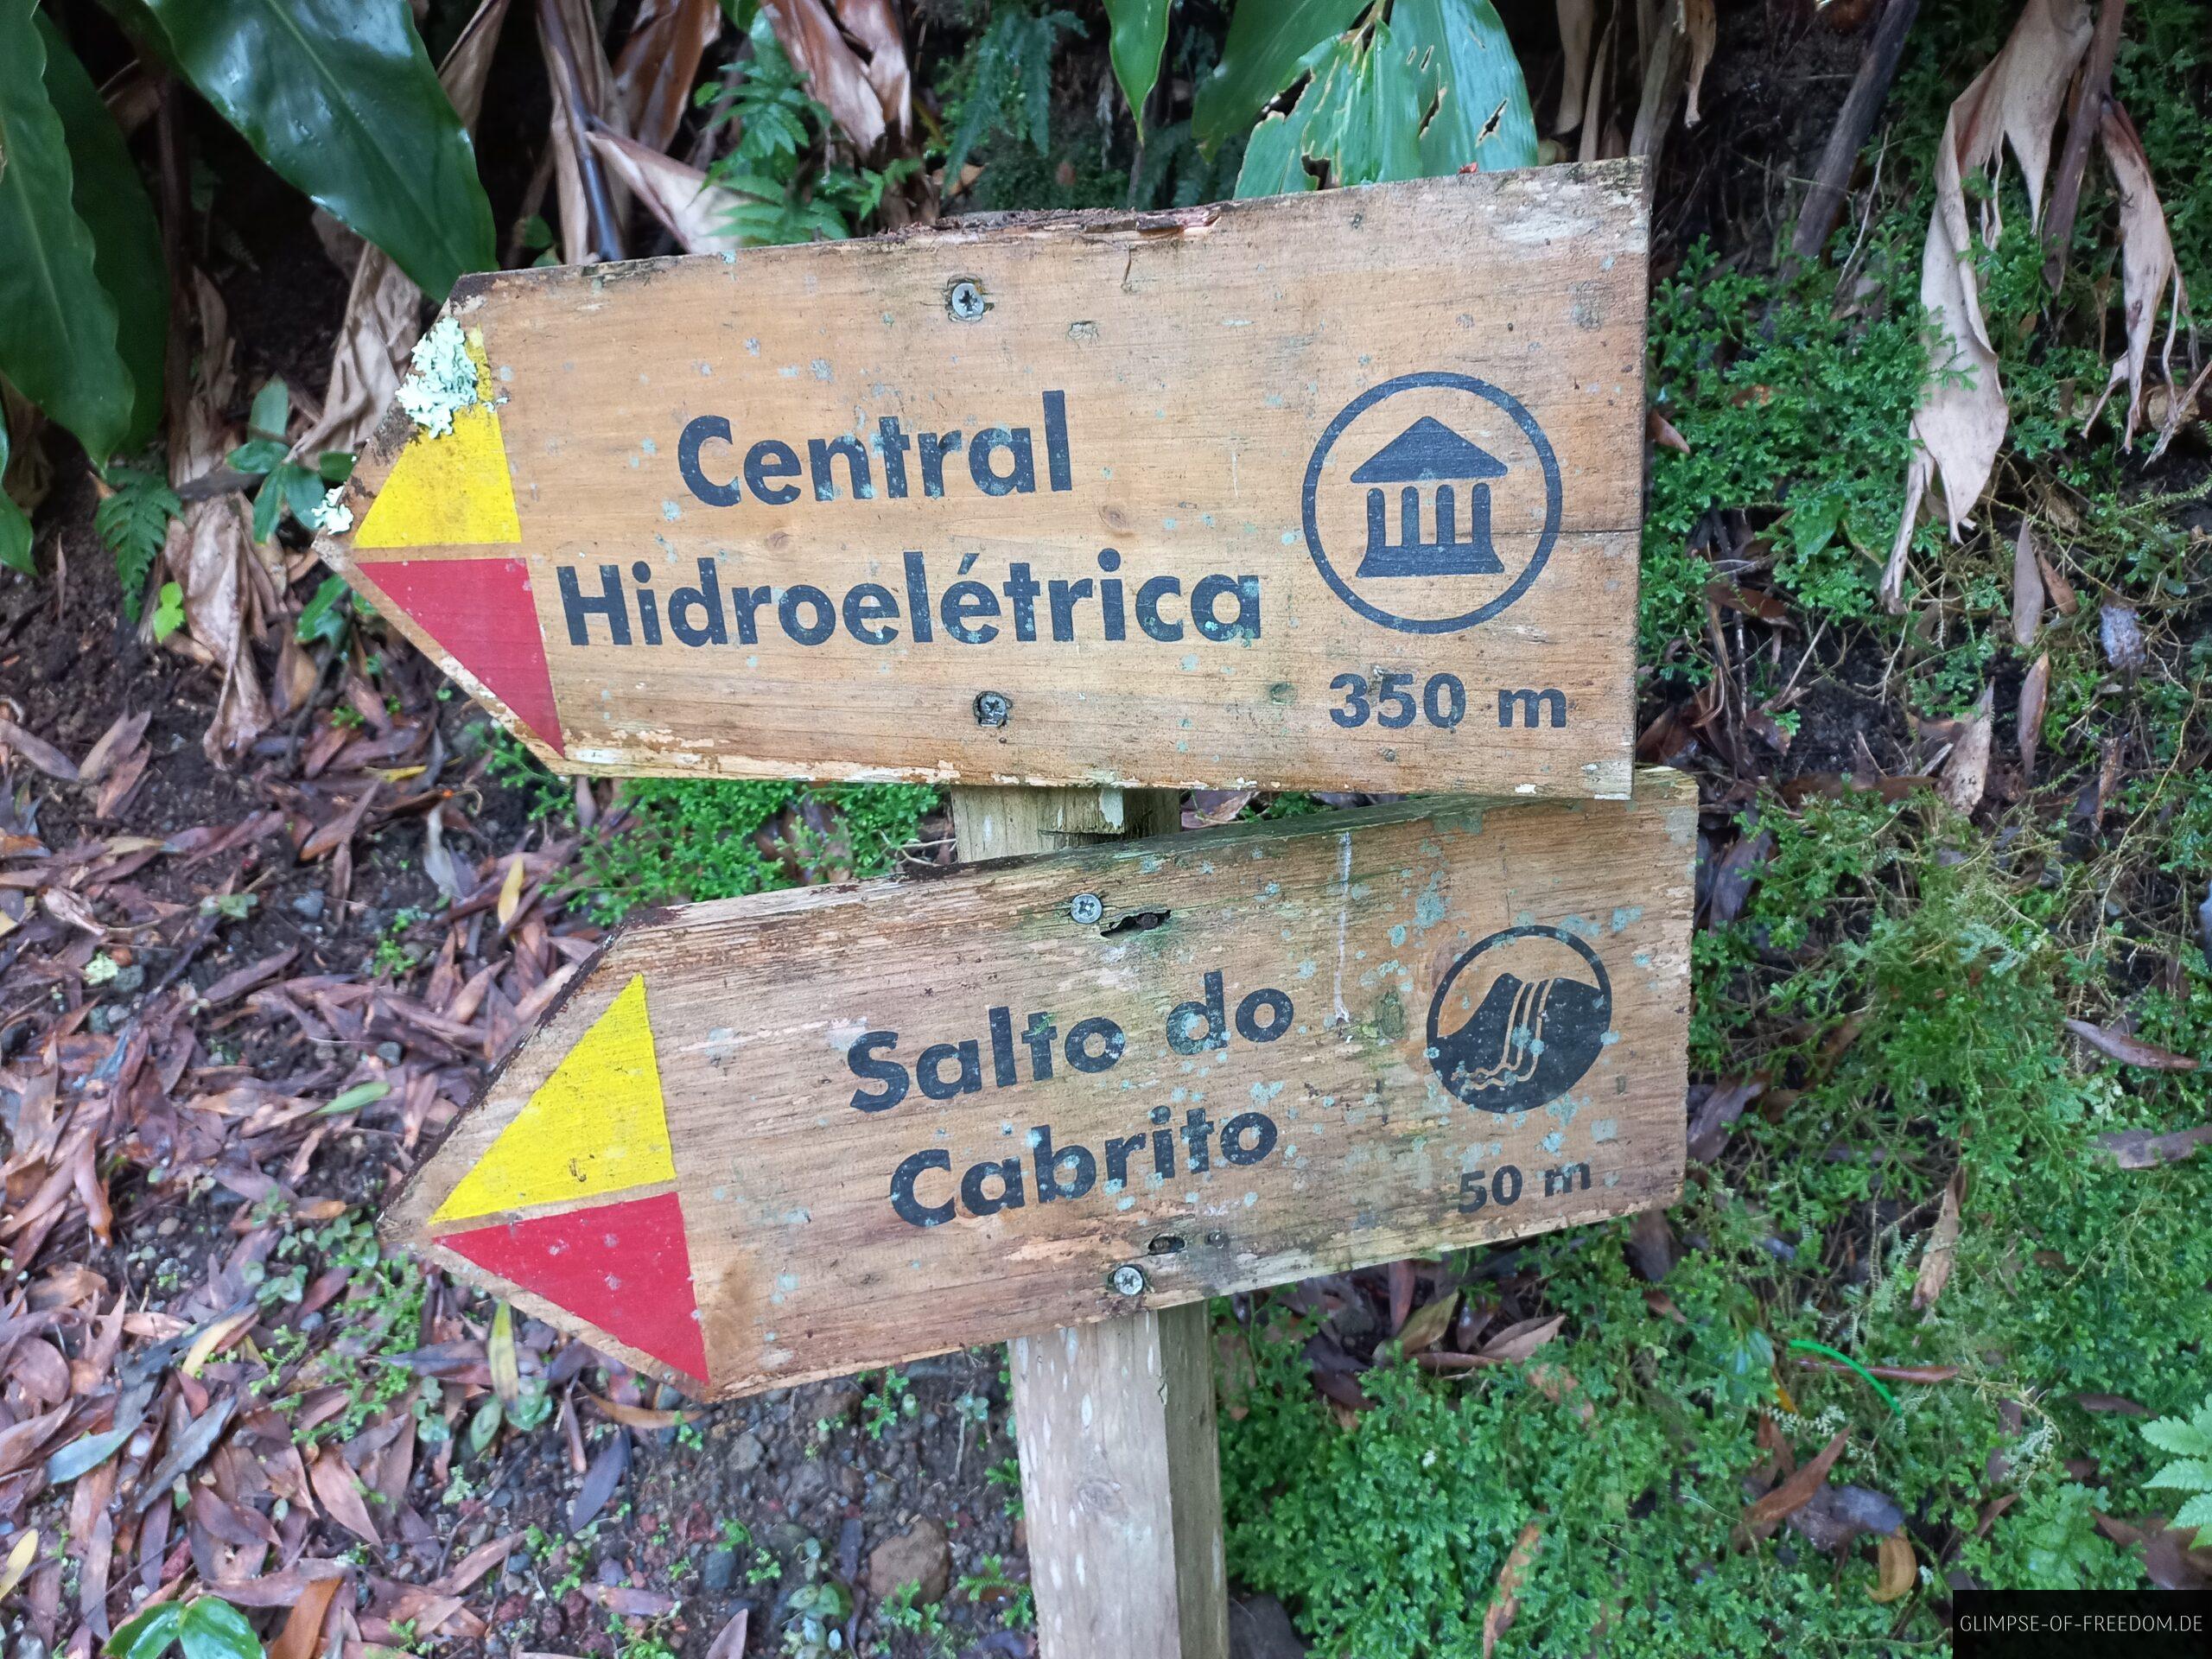 Central
Hidroelétrica
350 m
Salto do
Cabrito
50 m
GLIMPSE-OF-FREEDOM.DE